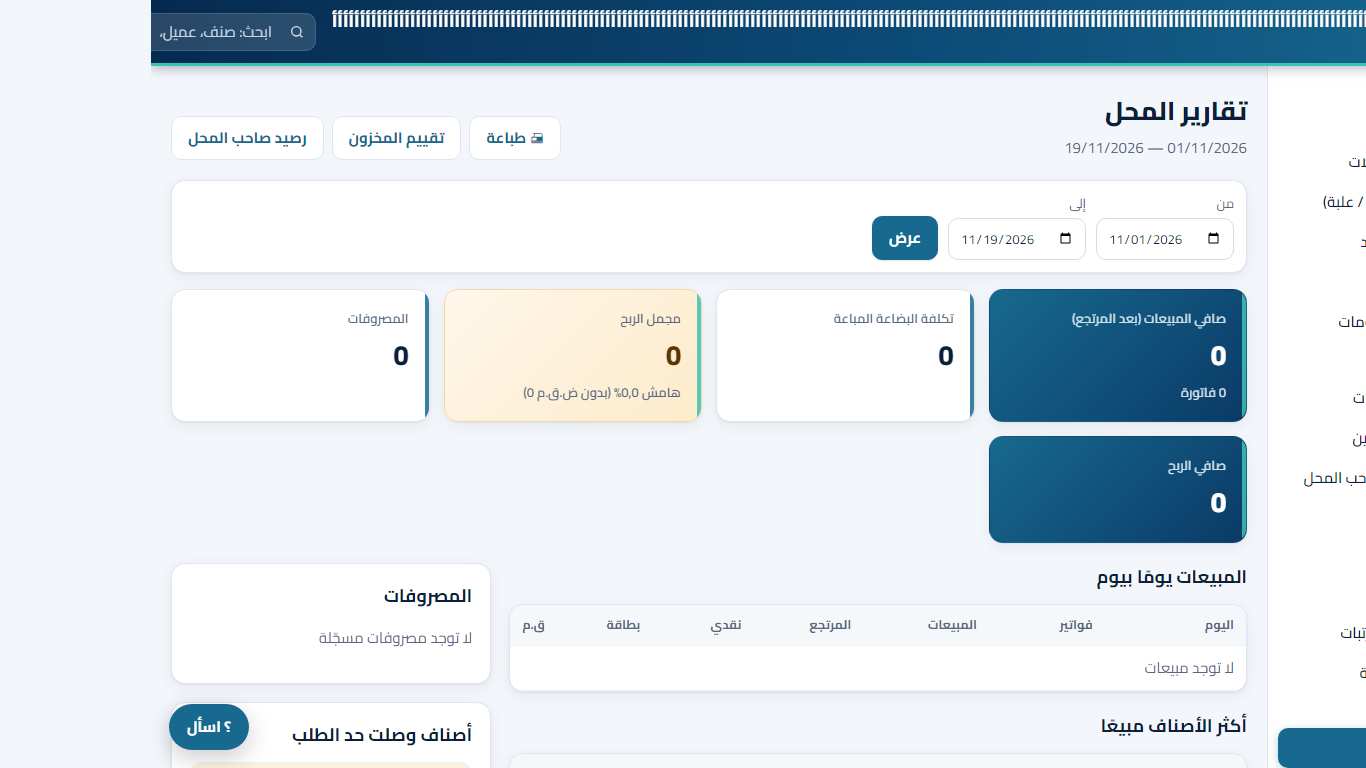 ابحث: صنف، عميل،
تقارير المحل
01/11/2026 — 19/11/2026
طباعة
تقييم المخزون
رصيد صاحب المحل
من
إلى
11/01/2026
11/19/2026
عرض
صافي المبيعات (بعد المرتجع)
0
0 فاتورة
تكلفة البضاعة المباعة
0
مجمل الربح
0
هامش 0,0% (بدون ض.ق.م 0)
المصروفات
0
صافي الربح
0
المبيعات يومًا بيوم
اليوم فواتير المبيعات المرتجع نقدي بطاقة ق.م
لا توجد مبيعات
أكثر الأصناف مبيعًا
المصروفات
لا توجد مصروفات مسجّلة
أصناف وصلت حد الطلب
؟ اسأل
/ علبة)
حب المحل